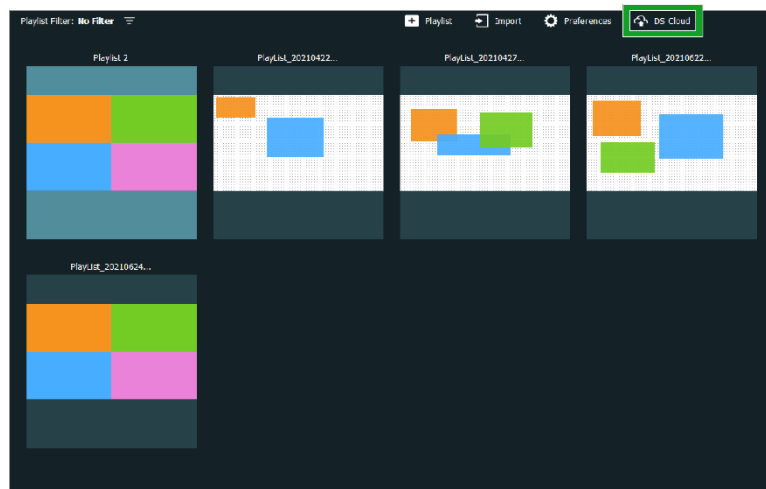 Playlist Filter: No Filter
Playlist
Import
Preferences
DS Cloud
Playlist 2
PlayList_20210422...
PlayList_20210427...
PlayList_20210622...
PlayList_20210624...